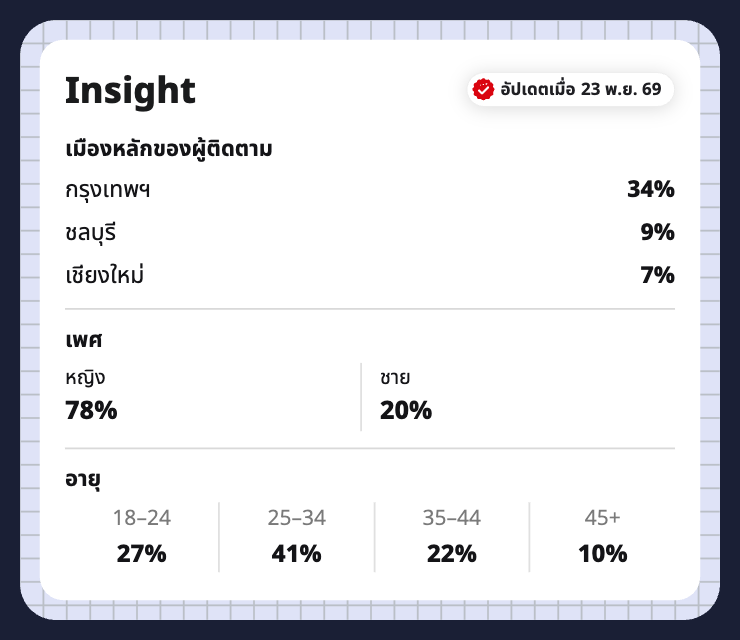 Insight
อัปเดตเมื่อ 23 พ.ย. 69
เมืองหลักของผู้ติดตาม
กรุงเทพฯ 34%
ชลบุรี 9%
เชียงใหม่ 7%
เพศ
หญิง ชาย
78% 20%
อายุ
18–24 25–34 35–44 45+
27% 41% 22% 10%